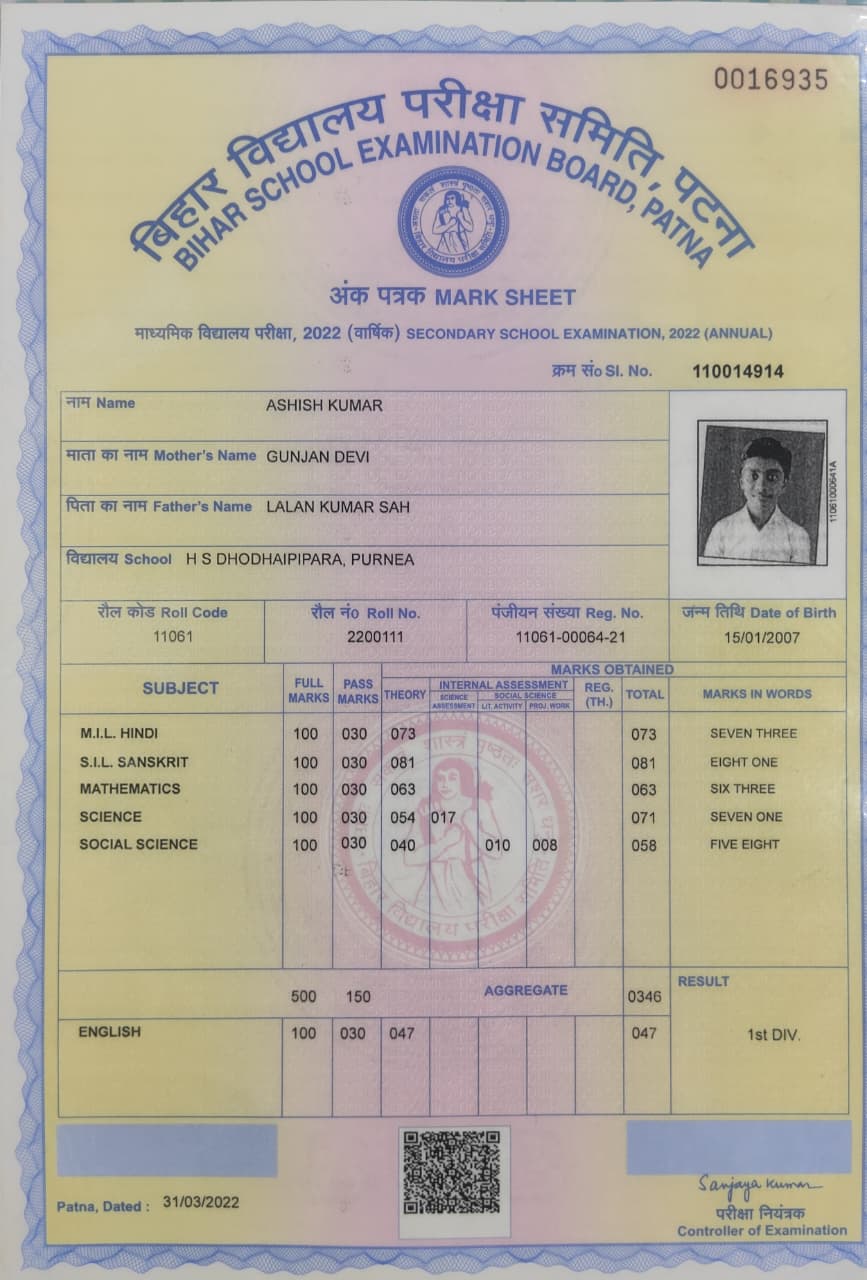 0016935
बिहार विद्यालय परीक्षा समिति, पटना
BIHAR SCHOOL EXAMINATION BOARD, PATNA
अंक पत्रक MARK SHEET
माध्यमिक विद्यालय परीक्षा, 2022 (वार्षिक) SECONDARY SCHOOL EXAMINATION, 2022 (ANNUAL)
क्रम सं० Sl. No. 110014914
नाम Name ASHISH KUMAR
माता का नाम Mother's Name GUNJAN DEVI
पिता का नाम Father's Name LALAN KUMAR SAH
विद्यालय School H S DHODHAIPIPARA, PURNEA
11061000641A
रौल कोड Roll Code रौल नं० Roll No. पंजीयन संख्या Reg. No. जन्म तिथि Date of Birth
11061 2200111 11061-00064-21 15/01/2007
MARKS OBTAINED
SUBJECT FULL MARKS PASS MARKS THEORY INTERNAL ASSESSMENT REG. (TH.) TOTAL MARKS IN WORDS
SCIENCE ASSESSMENT SOCIAL SCIENCE LIT. ACTIVITY PROJ. WORK
M.I.L. HINDI 100 030 073 073 SEVEN THREE
S.I.L. SANSKRIT 100 030 081 081 EIGHT ONE
MATHEMATICS 100 030 063 063 SIX THREE
SCIENCE 100 030 054 017 071 SEVEN ONE
SOCIAL SCIENCE 100 030 040 010 008 058 FIVE EIGHT
बिहार विद्यालय परीक्षा समिति
500 150 AGGREGATE 0346 RESULT
ENGLISH 100 030 047 047 1st DIV.
Patna, Dated : 31/03/2022
Sanjaya Kumar
परीक्षा नियंत्रक
Controller of Examination